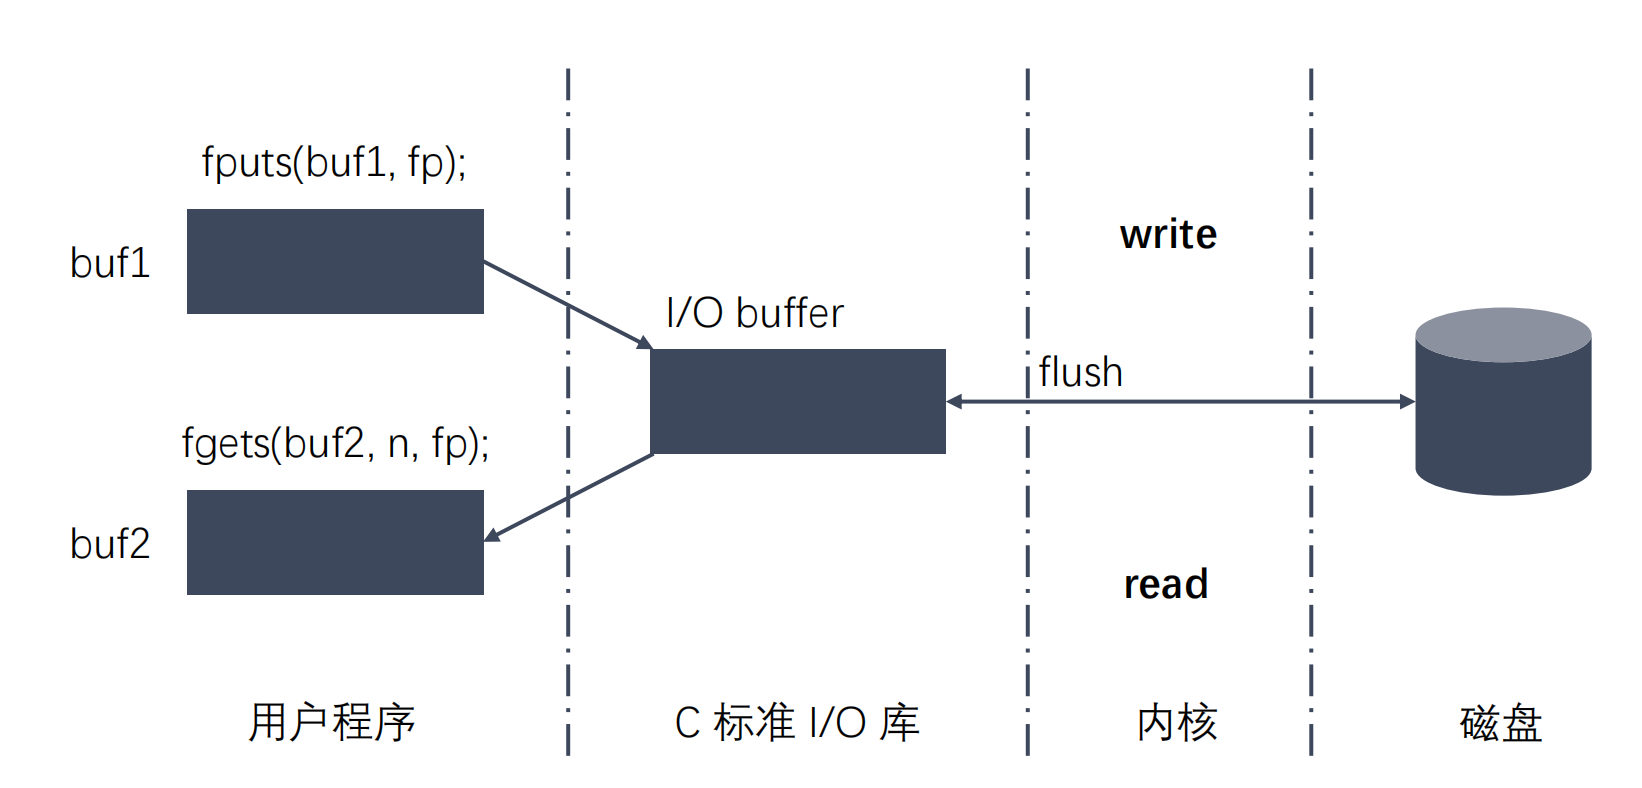 fputs(buf1, fp);
buf1
write
I/O buffer
flush
fgets(buf2, n, fp);
buf2
read
用户程序
C 标准 I/O 库
内核
磁盘